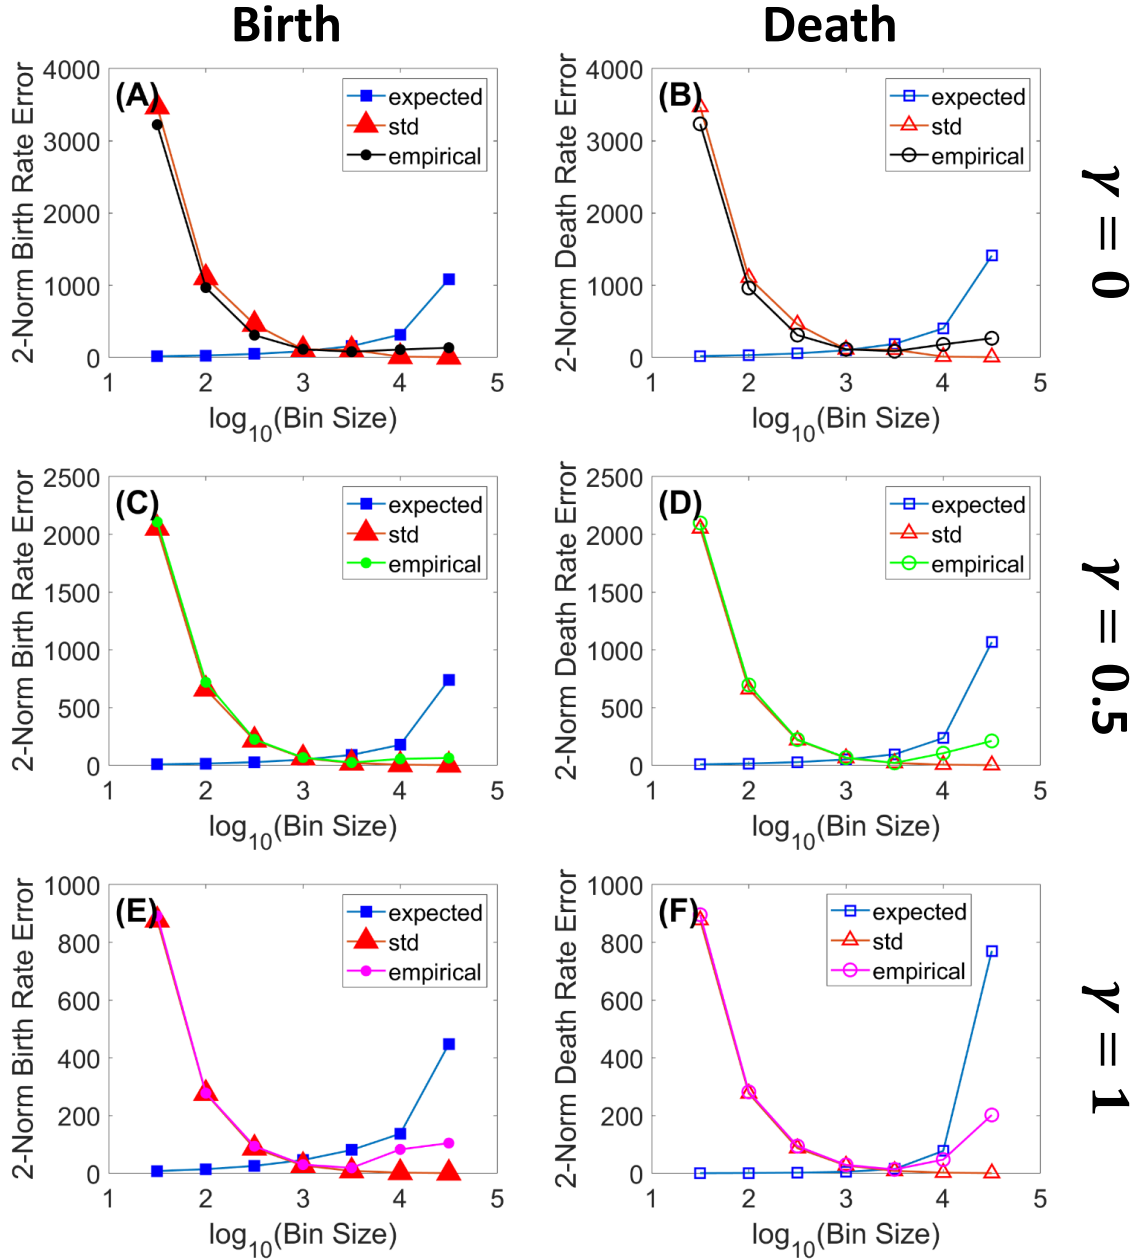 Birth
Death
(A)
expected
std
empirical
4000
3000
2000
1000
0
1 2 3 4 5
2-Norm Birth Rate Error
log10(Bin Size)
(B)
expected
std
empirical
4000
3000
2000
1000
0
1 2 3 4 5
2-Norm Death Rate Error
log10(Bin Size)
γ = 0
(C)
expected
std
empirical
2500
2000
1500
1000
500
0
1 2 3 4 5
2-Norm Birth Rate Error
log10(Bin Size)
(D)
expected
std
empirical
2500
2000
1500
1000
500
0
1 2 3 4 5
2-Norm Death Rate Error
log10(Bin Size)
γ = 0.5
(E)
expected
std
empirical
1000
800
600
400
200
0
1 2 3 4 5
2-Norm Birth Rate Error
log10(Bin Size)
(F)
expected
std
empirical
1000
800
600
400
200
0
1 2 3 4 5
2-Norm Death Rate Error
log10(Bin Size)
γ = 1